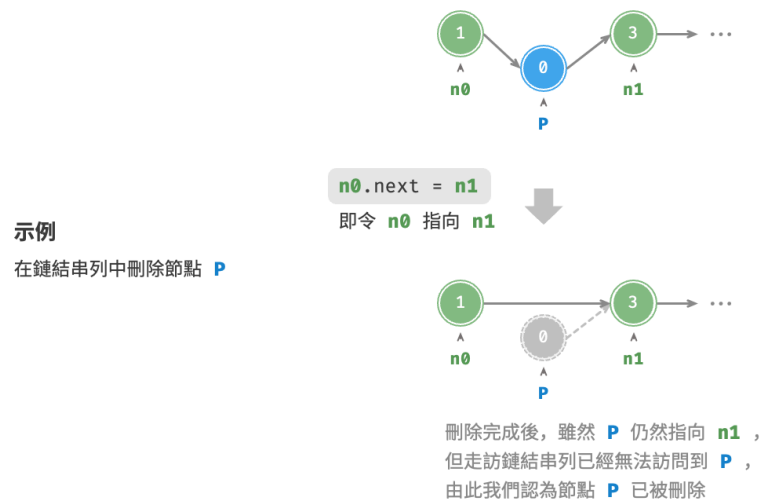 1
0
3
...
n0
n1
P
n0.next = n1
即令 n0 指向 n1
示例
在鏈結串列中刪除節點 P
1
0
3
...
n0
n1
P
刪除完成後，雖然 P 仍然指向 n1 ，
但走訪鏈結串列已經無法訪問到 P ，
由此我們認為節點 P 已被刪除